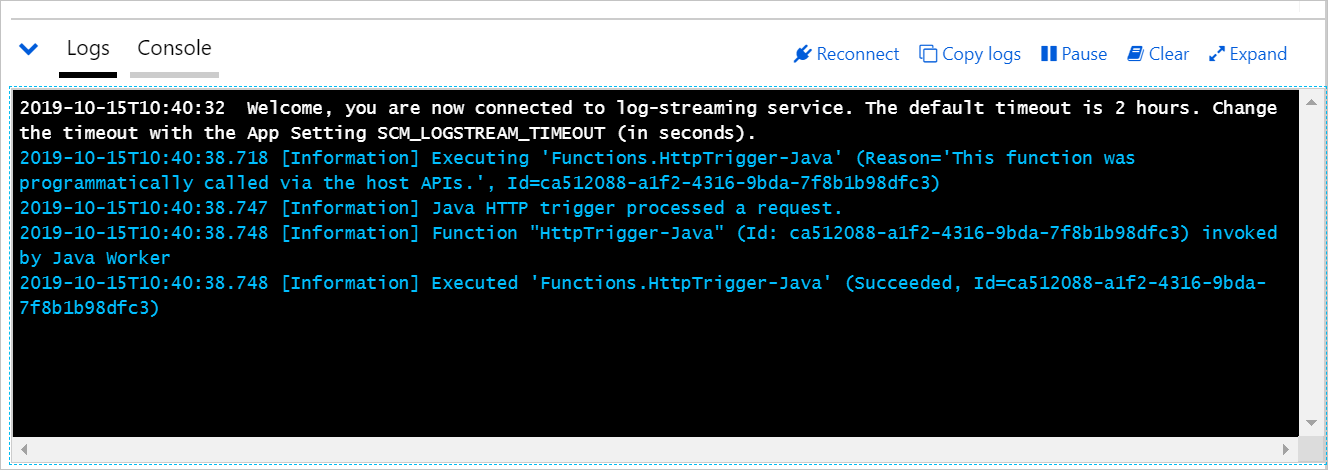 Logs Console Reconnect Copy logs Pause Clear Expand
2019-10-15T10:40:32  Welcome, you are now connected to log-streaming service. The default timeout is 2 hours. Change
the timeout with the App Setting SCM_LOGSTREAM_TIMEOUT (in seconds).
2019-10-15T10:40:38.718 [Information] Executing 'Functions.HttpTrigger-Java' (Reason='This function was
programmatically called via the host APIs.', Id=ca512088-a1f2-4316-9bda-7f8b1b98dfc3)
2019-10-15T10:40:38.747 [Information] Java HTTP trigger processed a request.
2019-10-15T10:40:38.748 [Information] Function "HttpTrigger-Java" (Id: ca512088-a1f2-4316-9bda-7f8b1b98dfc3) invoked
by Java Worker
2019-10-15T10:40:38.748 [Information] Executed 'Functions.HttpTrigger-Java' (Succeeded, Id=ca512088-a1f2-4316-9bda-
7f8b1b98dfc3)